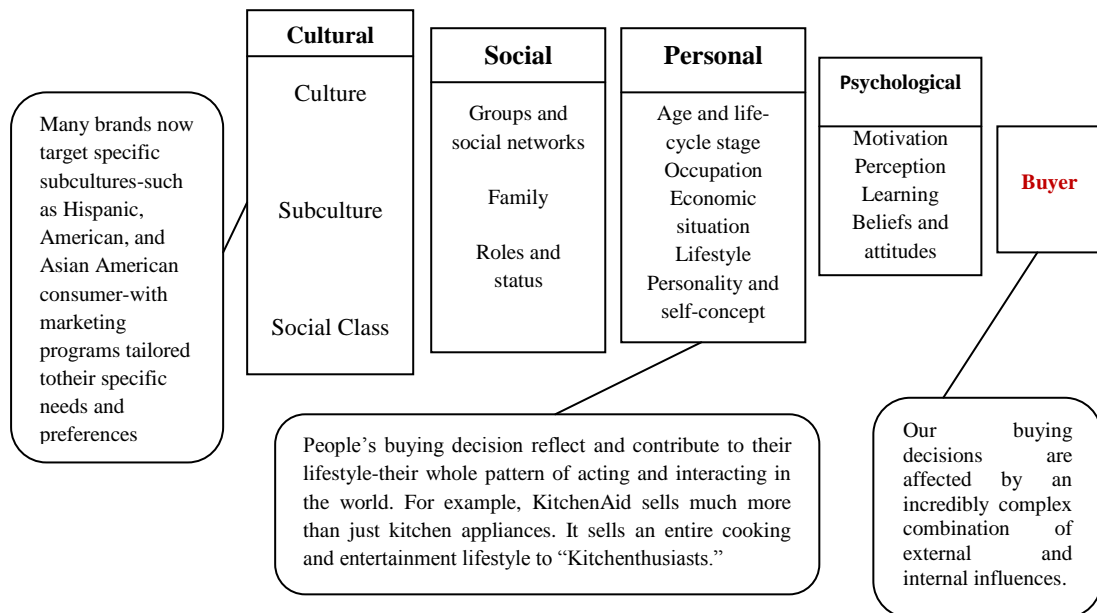 Cultural
Culture
Subculture
Social Class
Social
Groups and
social networks
Family
Roles and
status
Personal
Age and life-
cycle stage
Occupation
Economic
situation
Lifestyle
Personality and
self-concept
Psychological
Motivation
Perception
Learning
Beliefs and
attitudes
Buyer
Many brands now
target specific
subcultures-such
as Hispanic,
American, and
Asian American
consumer-with
marketing
programs tailored
totheir specific
needs and
preferences
People’s buying decision reflect and contribute to their
lifestyle-their whole pattern of acting and interacting in
the world. For example, KitchenAid sells much more
than just kitchen appliances. It sells an entire cooking
and entertainment lifestyle to “Kitchenthusiasts.”
Our buying
decisions are
affected by an
incredibly complex
combination of
external and
internal influences.